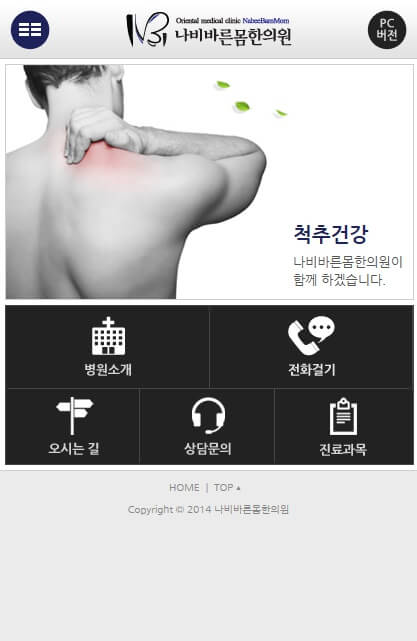 Oriental medical clinic NabeeBarnMom
나비바른몸한의원
PC
버전
척추건강
나비바른몸한의원이
함께 하겠습니다.
병원소개
전화걸기
오시는 길
상담문의
진료과목
HOME | TOP ▲
Copyright © 2014 나비바른몸한의원